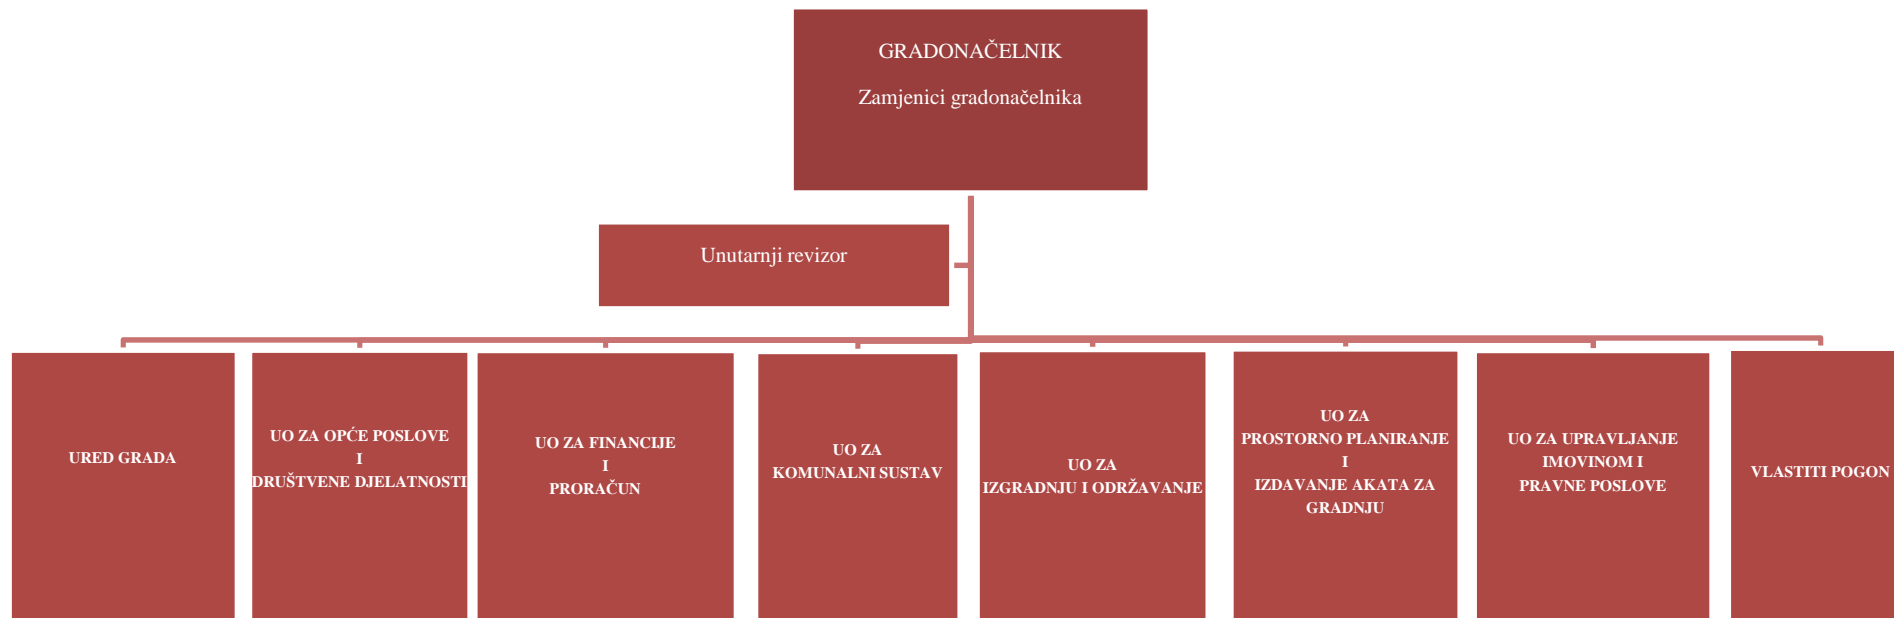 GRADONAČELNIK
Zamjenici gradonačelnika
Unutarnji revizor
URED GRADA
UO ZA OPĆE POSLOVE
I
DRUŠTVENE DJELATNOSTI
UO ZA FINANCIJE
I
PRORAČUN
UO ZA
KOMUNALNI SUSTAV
UO ZA
IZGRADNJU I ODRŽAVANJE
UO ZA
PROSTORNO PLANIRANJE
I
IZDAVANJE AKATA ZA
GRADNJU
UO ZA UPRAVLJANJE
IMOVINOM I
PRAVNE POSLOVE
VLASTITI POGON